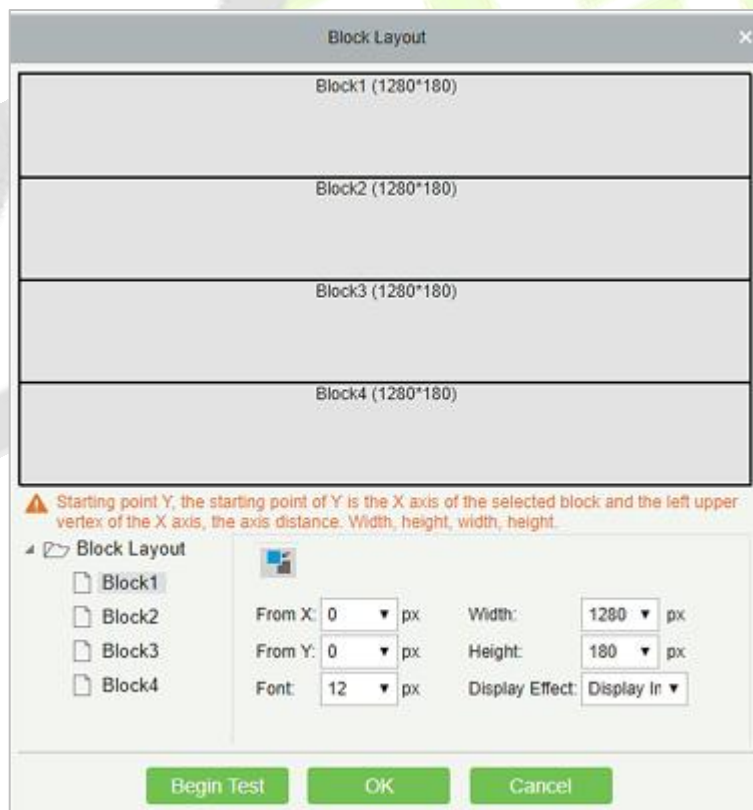 Block Layout
Block1 (1280*180)
Block2 (1280*180)
Block3 (1280*180)
Block4 (1280*180)
Starting point Y, the starting point of Y is the X axis of the selected block and the left upper
vertex of the X axis, the axis distance. Width, height, width, height.
Block Layout
Block1
Block2
Block3
Block4
From X: 0 px Width: 1280 px
From Y: 0 px Height: 180 px
Font: 12 px Display Effect: Display In
Begin Test OK Cancel